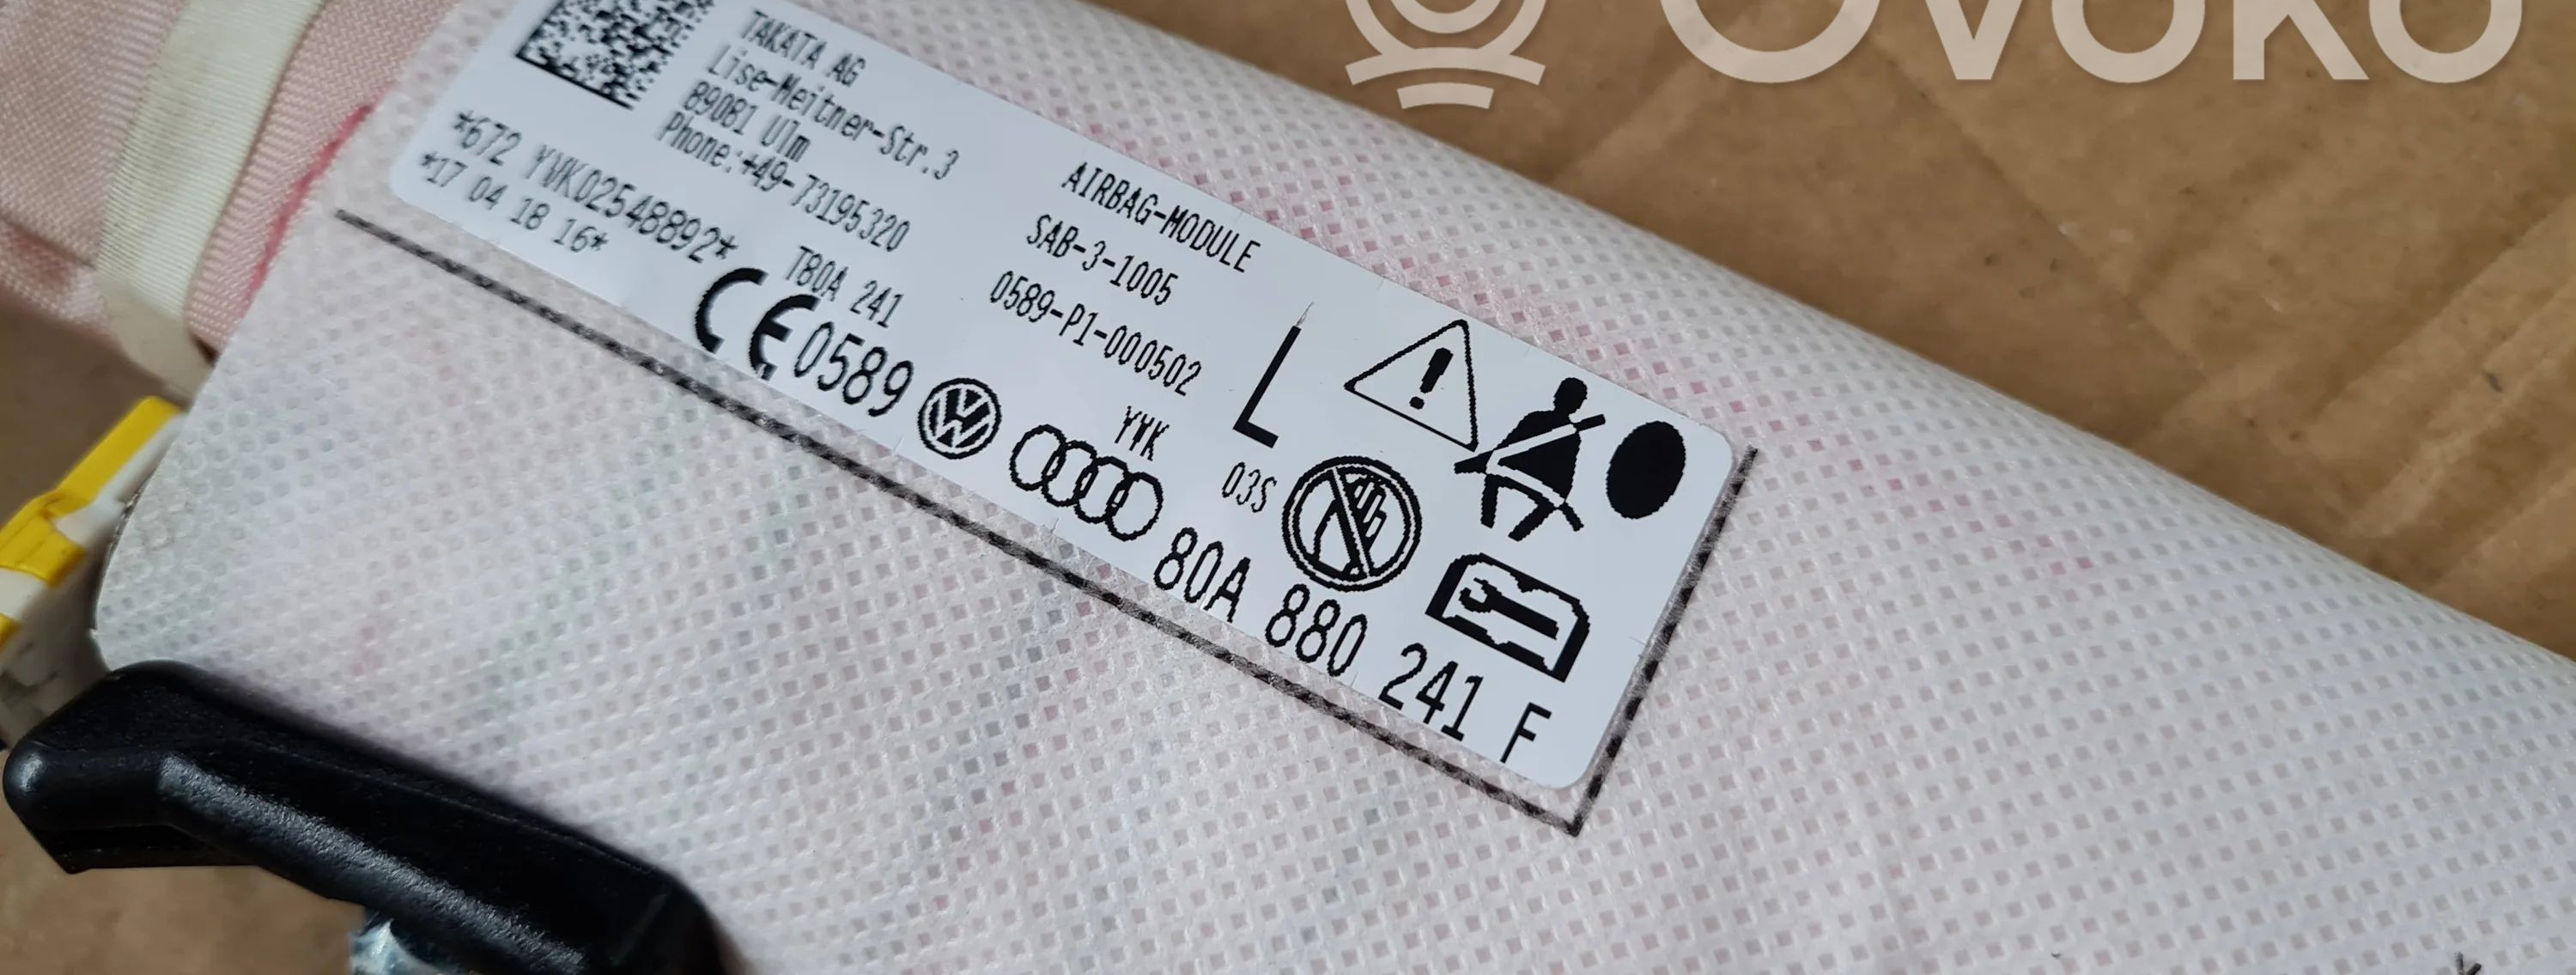 OVOKO
TAKATA AG
Lise-Meitner-Str.3
89081 Ulm
Phone:+49-73195320
*672 YVK02548892*
*17 04 18 16*
T80A 241
CE 0589
AIRBAG-MODULE
SAB-3-1005
0589-P1-000502
YVK
L
03S
80A 880 241 F